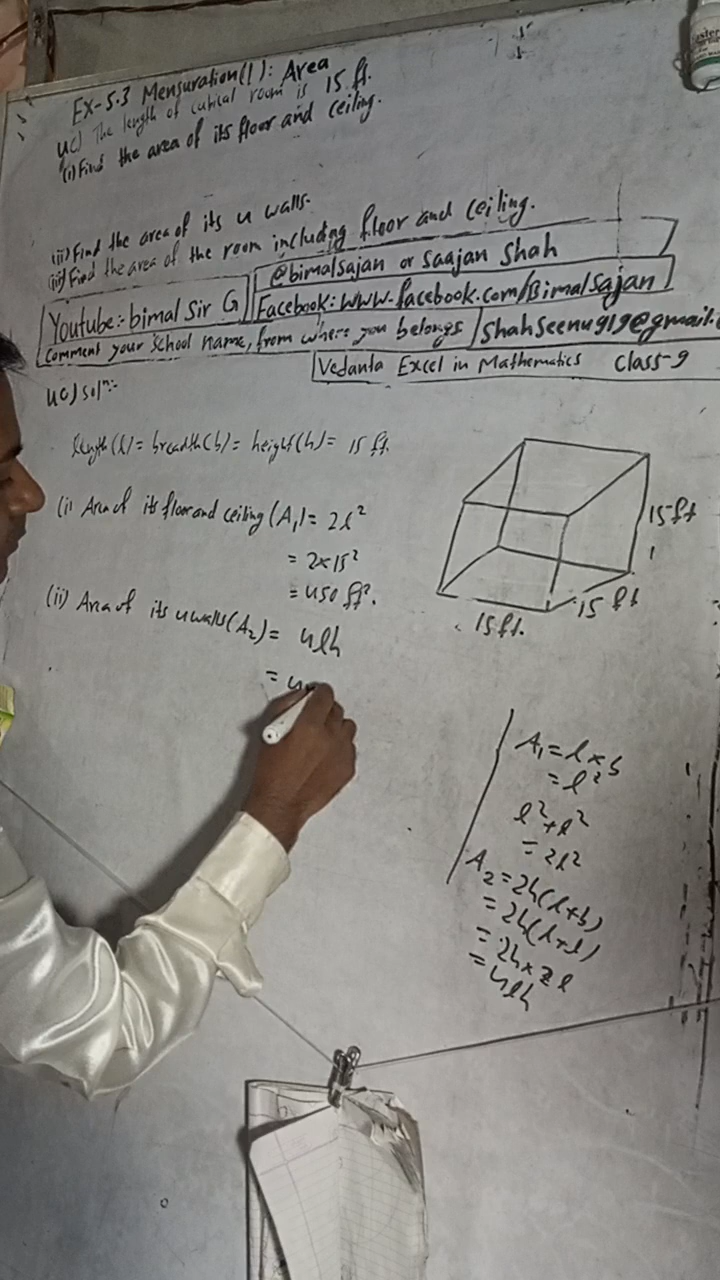 Ex-5.3 Mensuration(I): Area
4c) The length of cubical room is 15 ft.
(i) Find the area of its floor and ceiling.
(ii) Find the area of its 4 walls.
(iii) Find the area of the room including floor and ceiling.
@bimalsajan or saajan shah
Youtube:- bimal Sir G
Facebook: www.facebook.com/Bimalsajan
Comment your school name, from where you belongs
shahseenu919@gmail.
Vedanta Excel in Mathematics Class-9
4c) solⁿ:-
length(l) = breadth(b) = height(h) = 15 ft.
(i) Area of its floor and ceiling (A₁) = 2l²
= 2×15²
= 450 ft².
(ii) Area of its 4 walls (A₂) = 4lh
= 4
15 ft
15 ft
15 ft.
A₁ = l × b
= l²
l² + l²
= 2l²
A₂ = 2h(l+b)
= 2h(l+l)
= 2h × 2l
= 4lh